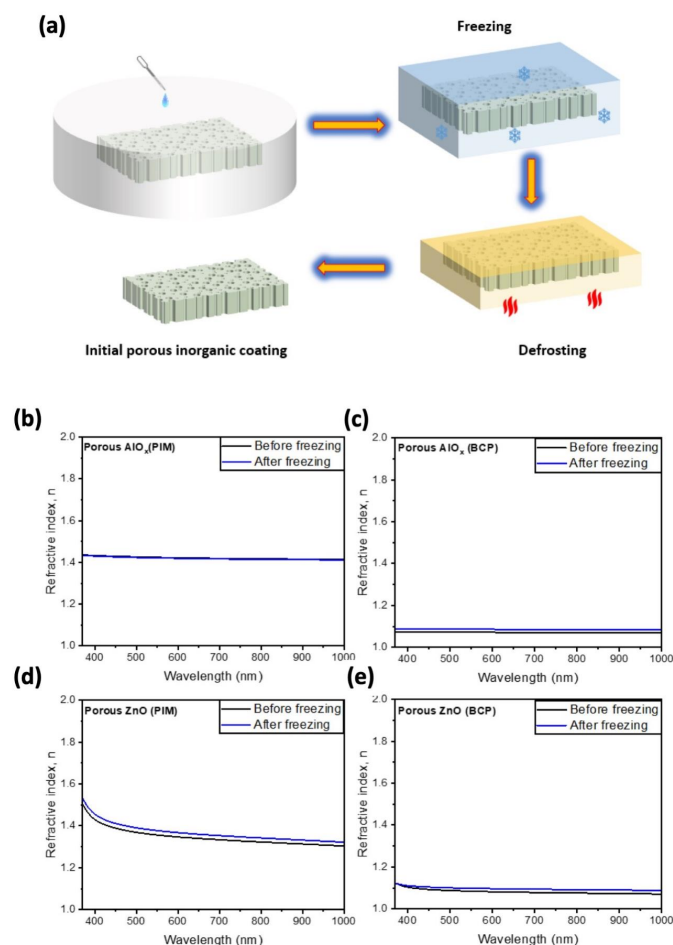 (a)
Freezing
Initial porous inorganic coating
Defrosting
(b)
2.0
1.8
1.6
1.4
1.2
1.0
Refractive index, n
Porous AlOₓ(PIM)
Before freezing
After freezing
400 500 600 700 800 900 1000
Wavelength (nm)
(c)
2.0
1.8
1.6
1.4
1.2
1.0
Refractive index, n
Porous AlOₓ (BCP)
Before freezing
After freezing
400 500 600 700 800 900 1000
Wavelength (nm)
(d)
2.0
1.8
1.6
1.4
1.2
1.0
Refractive index, n
Porous ZnO (PIM)
Before freezing
After freezing
400 500 600 700 800 900 1000
Wavelength (nm)
(e)
2.0
1.8
1.6
1.4
1.2
1.0
Refractive index, n
Porous ZnO (BCP)
Before freezing
After freezing
400 500 600 700 800 900 1000
Wavelength (nm)